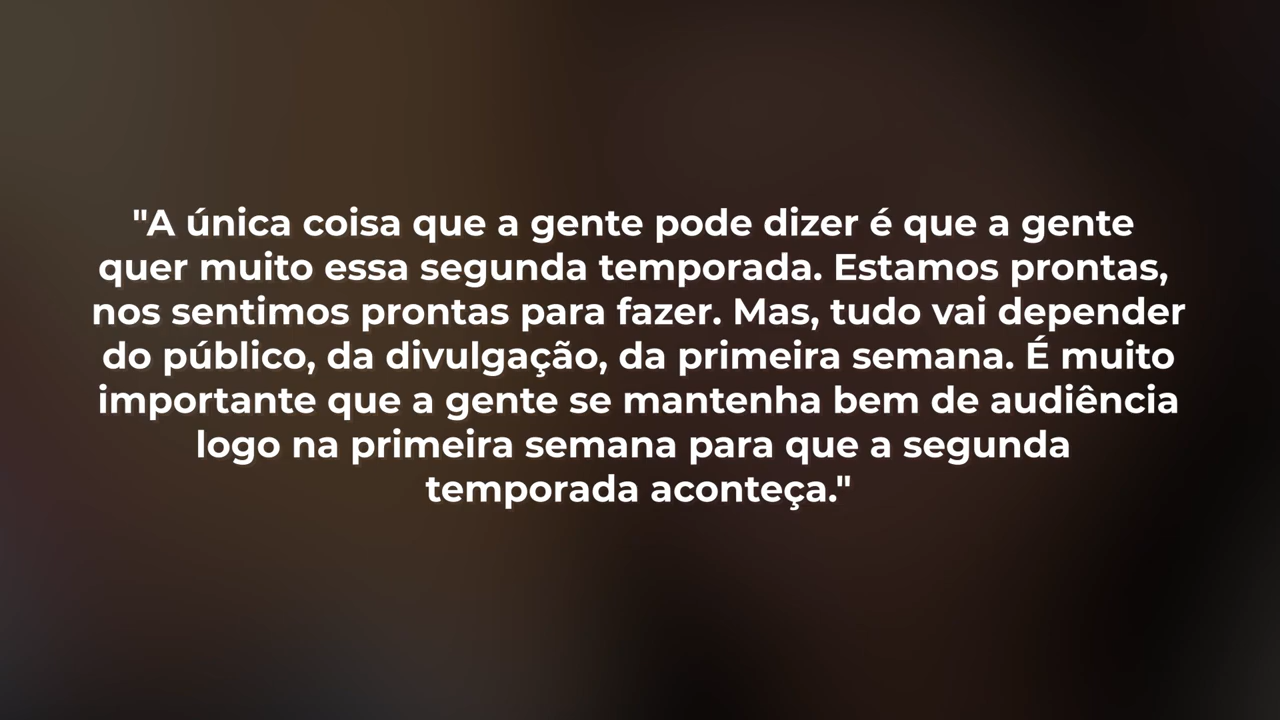 "A única coisa que a gente pode dizer é que a gente
quer muito essa segunda temporada. Estamos prontas,
nos sentimos prontas para fazer. Mas, tudo vai depender
do público, da divulgação, da primeira semana. É muito
importante que a gente se mantenha bem de audiência
logo na primeira semana para que a segunda
temporada aconteça."